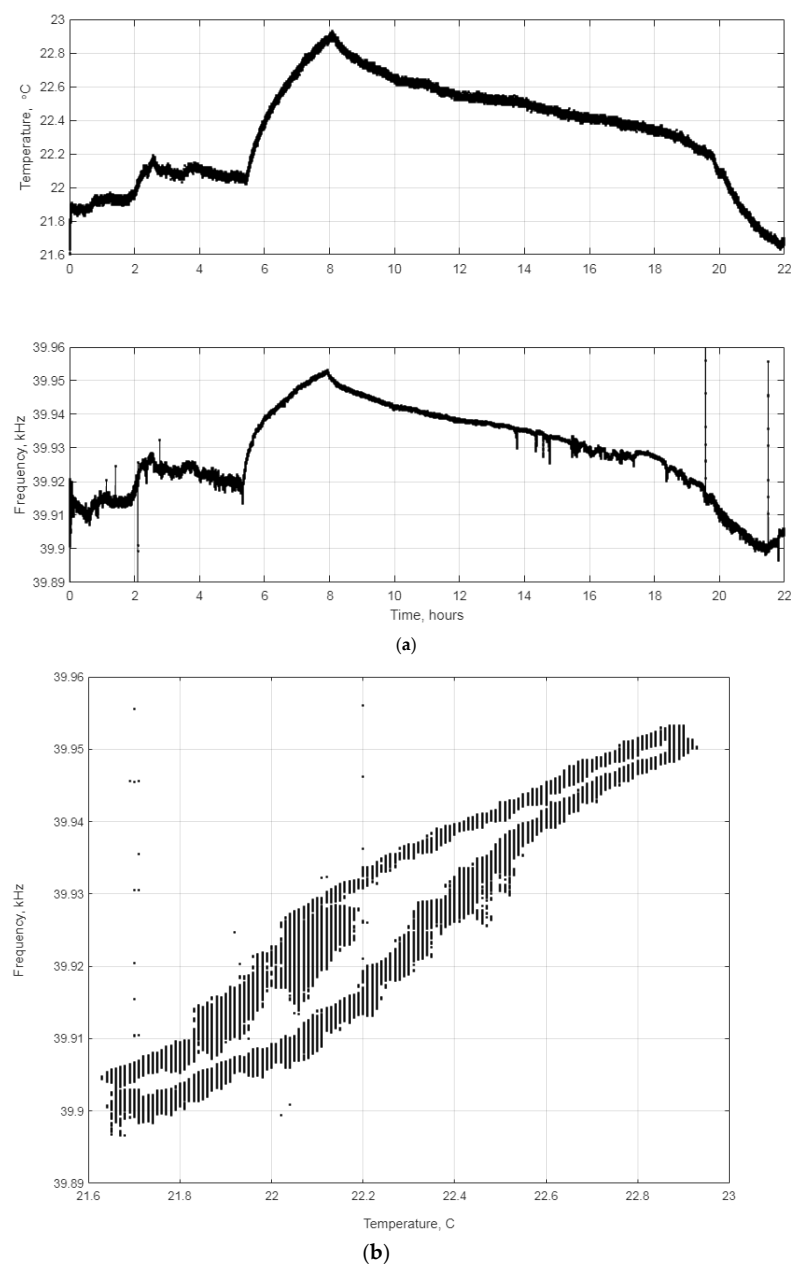 23
22.8
22.6
22.4
22.2
22
21.8
21.6
Temperature, °C
0 2 4 6 8 10 12 14 16 18 20 22
39.96
39.95
39.94
39.93
39.92
39.91
39.9
39.89
Frequency, kHz
0 2 4 6 8 10 12 14 16 18 20 22
Time, hours
(a)
39.96
39.95
39.94
39.93
39.92
39.91
39.9
39.89
Frequency, kHz
21.6 21.8 22 22.2 22.4 22.6 22.8 23
Temperature, C
(b)